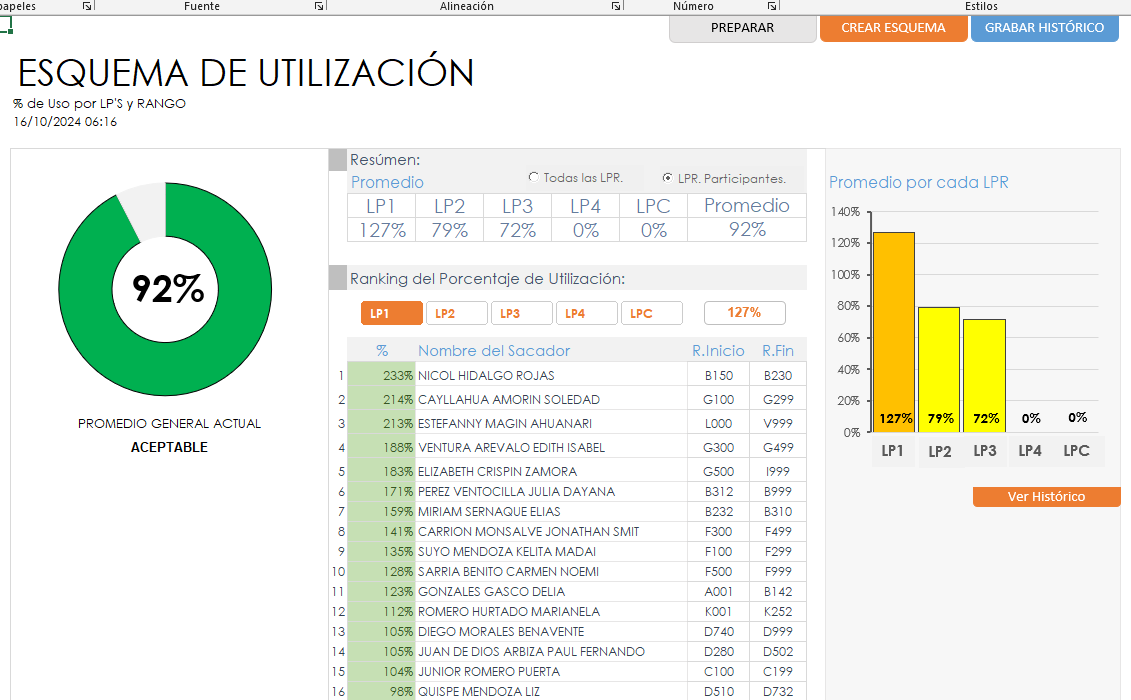 apeles Fuente Alineación Número Estilos
PREPARAR CREAR ESQUEMA GRABAR HISTÓRICO
ESQUEMA DE UTILIZACIÓN
% de Uso por LP'S y RANGO
16/10/2024 06:16
92%
PROMEDIO GENERAL ACTUAL
ACEPTABLE
Resúmen:
Promedio Todas las LPR. LPR. Participantes.
LP1 LP2 LP3 LP4 LPC Promedio
127% 79% 72% 0% 0% 92%
Ranking del Porcentaje de Utilización:
LP1 LP2 LP3 LP4 LPC 127%
% Nombre del Sacador R.Inicio R.Fin
1 233% NICOL HIDALGO ROJAS B150 B230
2 214% CAYLLAHUA AMORIN SOLEDAD G100 G299
3 213% ESTEFANNY MAGIN AHUANARI L000 V999
4 188% VENTURA AREVALO EDITH ISABEL G300 G499
5 183% ELIZABETH CRISPIN ZAMORA G500 I999
6 171% PEREZ VENTOCILLA JULIA DAYANA B312 B999
7 159% MIRIAM SERNAQUE ELIAS B232 B310
8 141% CARRION MONSALVE JONATHAN SMIT F300 F499
9 135% SUYO MENDOZA KELITA MADAI F100 F299
10 128% SARRIA BENITO CARMEN NOEMI F500 F999
11 123% GONZALES GASCO DELIA A001 B142
12 112% ROMERO HURTADO MARIANELA K001 K252
13 105% DIEGO MORALES BENAVENTE D740 D999
14 105% JUAN DE DIOS ARBIZA PAUL FERNANDO D280 D502
15 104% JUNIOR ROMERO PUERTA C100 C199
16 98% QUISPE MENDOZA LIZ D510 D732
Promedio por cada LPR
140%
120%
100%
80%
60%
40%
20%
0%
127% 79% 72% 0% 0%
LP1 LP2 LP3 LP4 LPC
Ver Histórico